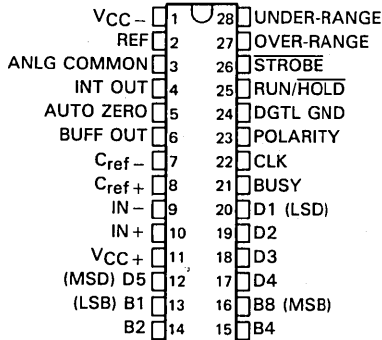 VCC− 1 28 UNDER-RANGE
REF 2 27 OVER-RANGE
ANLG COMMON 3 26 STROBE
INT OUT 4 25 RUN/HOLD
AUTO ZERO 5 24 DGTL GND
BUFF OUT 6 23 POLARITY
Cref− 7 22 CLK
Cref+ 8 21 BUSY
IN− 9 20 D1 (LSD)
IN+ 10 19 D2
VCC+ 11 18 D3
(MSD) D5 12 17 D4
(LSB) B1 13 16 B8 (MSB)
B2 14 15 B4